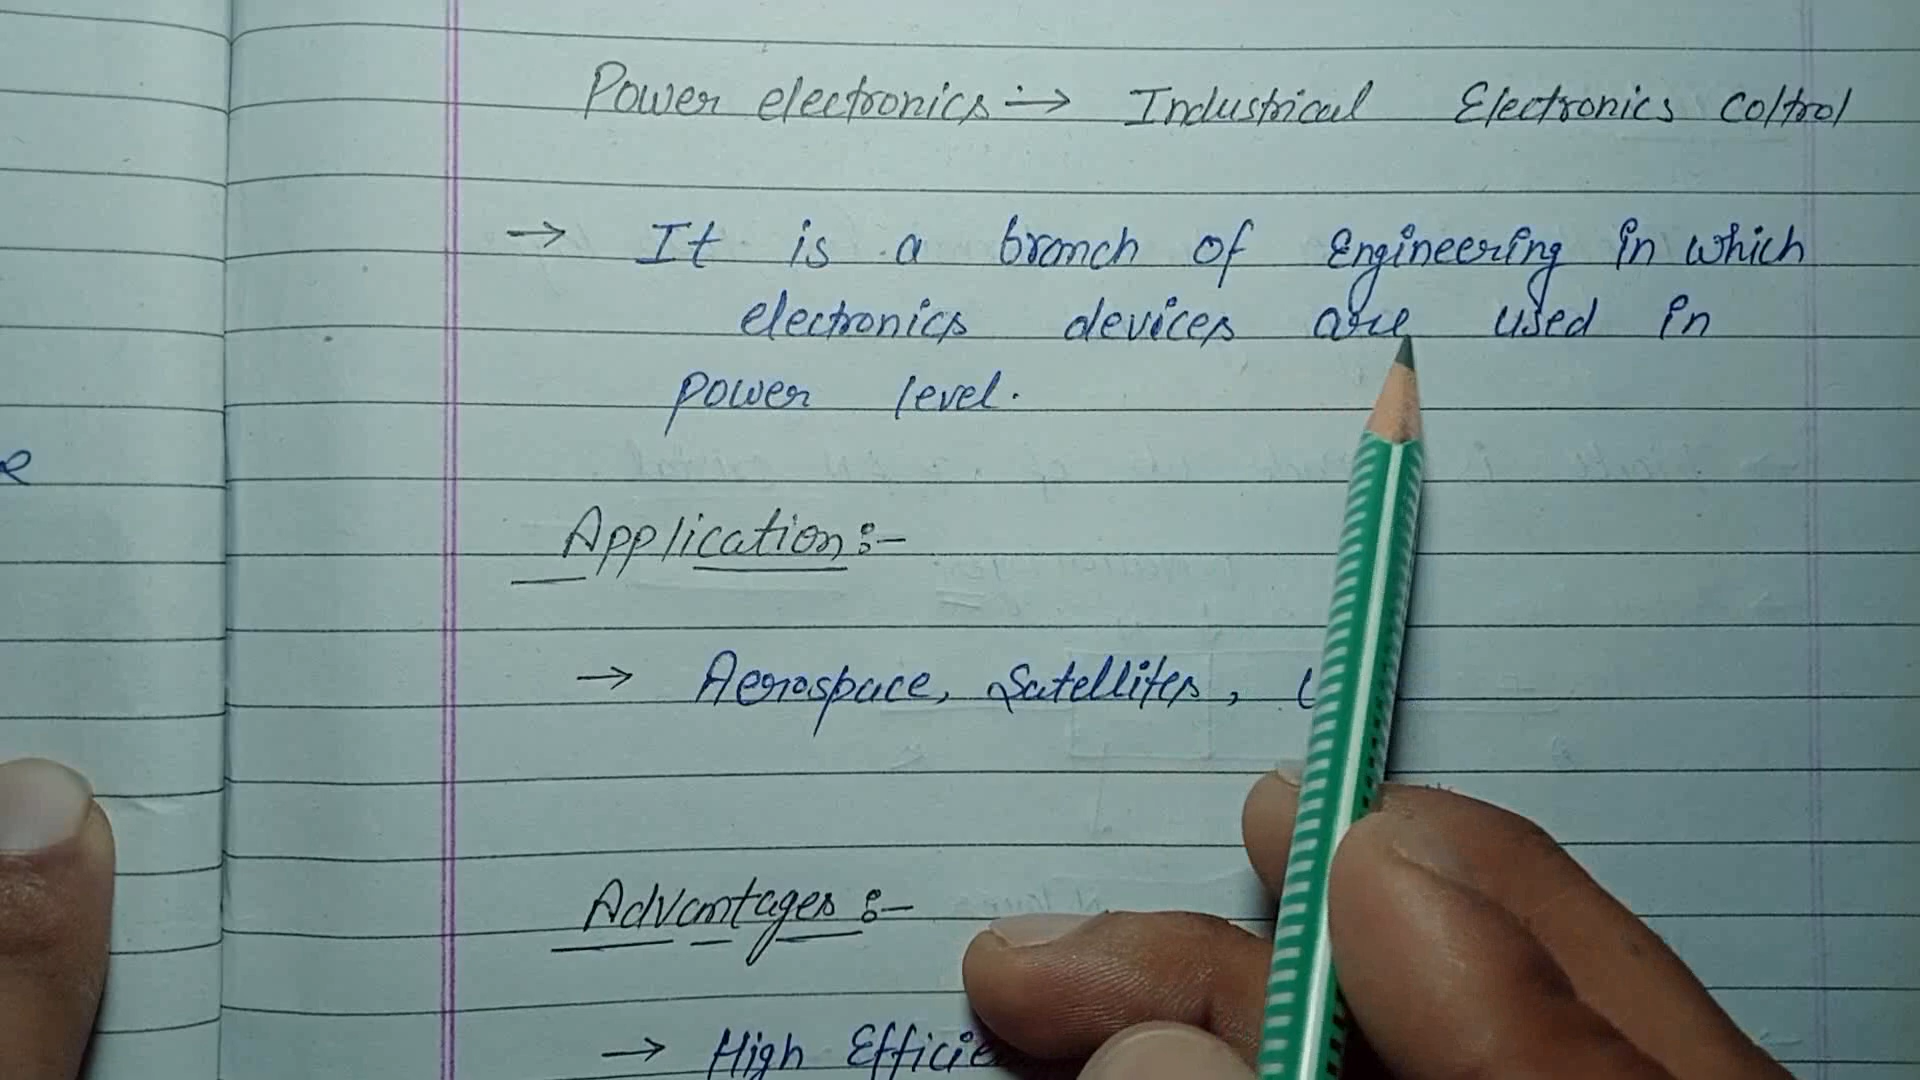 Power electronics :→ Industrical Electronics Coltrol
→ It is a branch of Engineering in which
electronics devices are used in
power level.
Application :-
→ Aerospace, Satellites,
Advantages :-
→ High